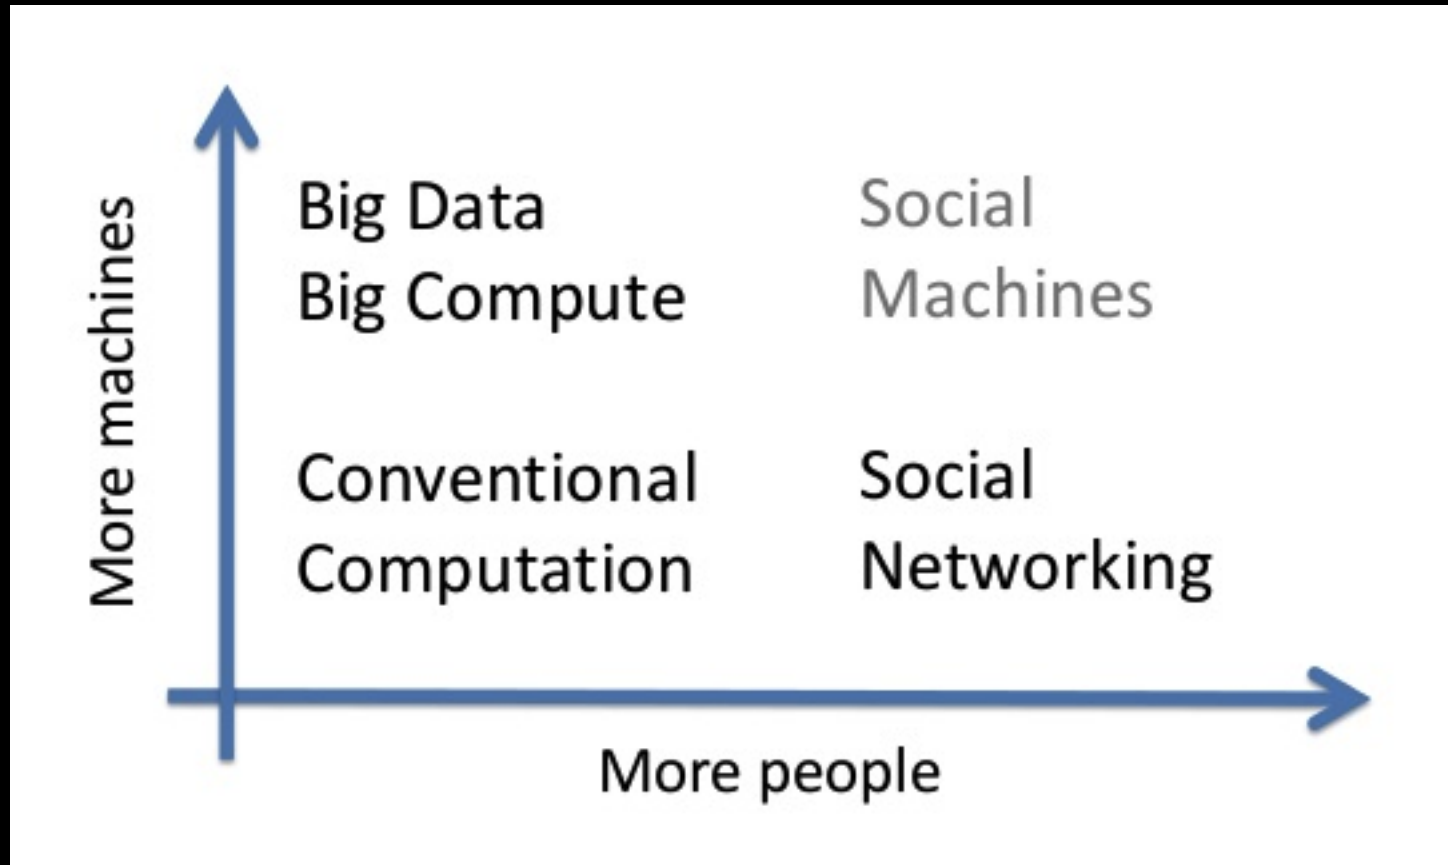 More machines
Big Data
Big Compute
Social
Machines
Conventional
Computation
Social
Networking
More people